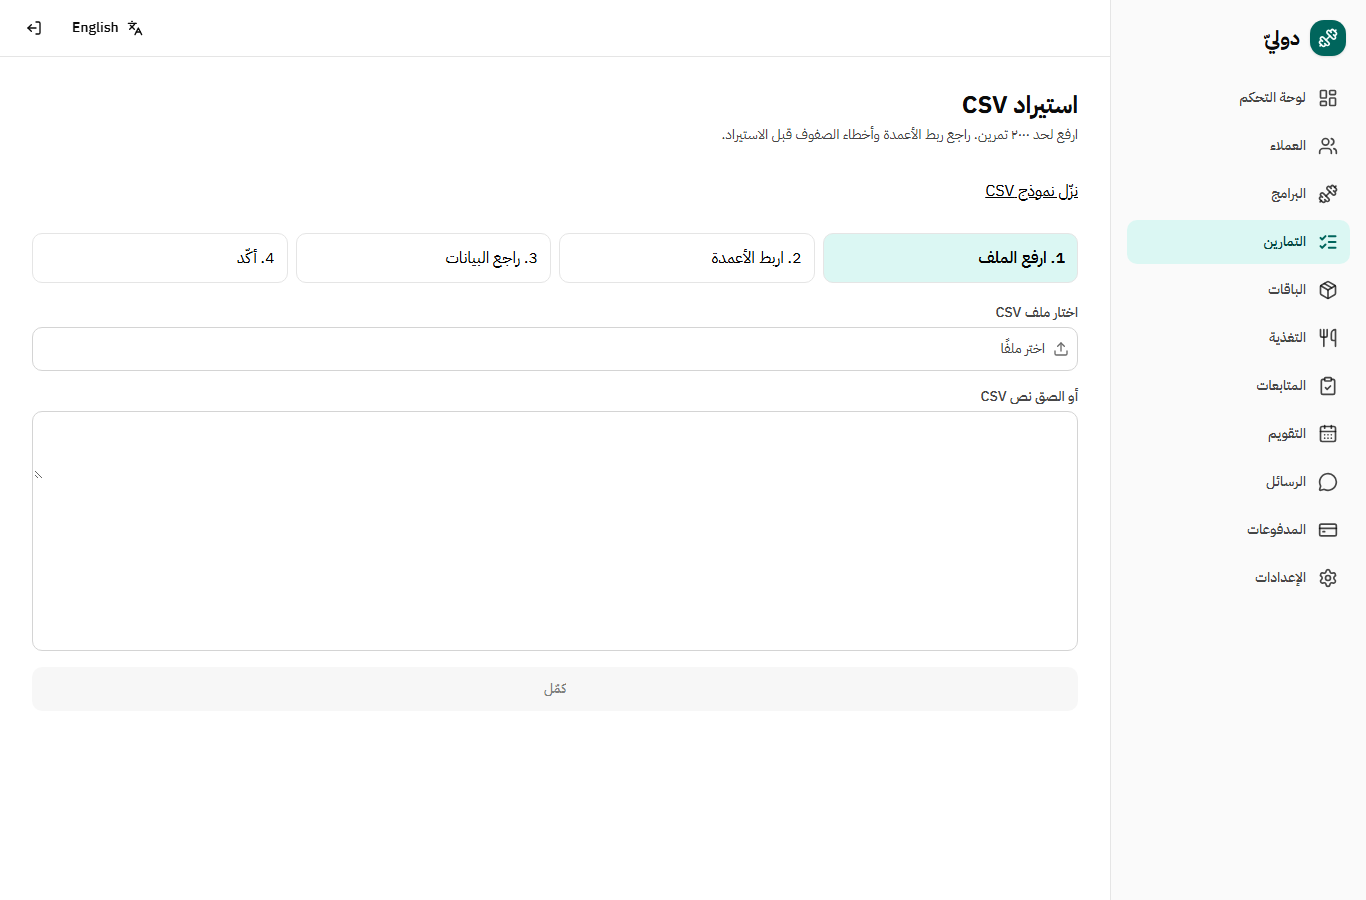 دوليّ
لوحة التحكم
العملاء
البرامج
التمارين
الباقات
التغذية
المتابعات
التقويم
الرسائل
المدفوعات
الإعدادات
English
استيراد CSV
ارفع لحد ٢٠٠٠ تمرين. راجع ربط الأعمدة وأخطاء الصفوف قبل الاستيراد.
نزّل نموذج CSV
1. ارفع الملف
2. اربط الأعمدة
3. راجع البيانات
4. أكّد
اختار ملف CSV
اختر ملفًا
أو الصق نص CSV
كمّل